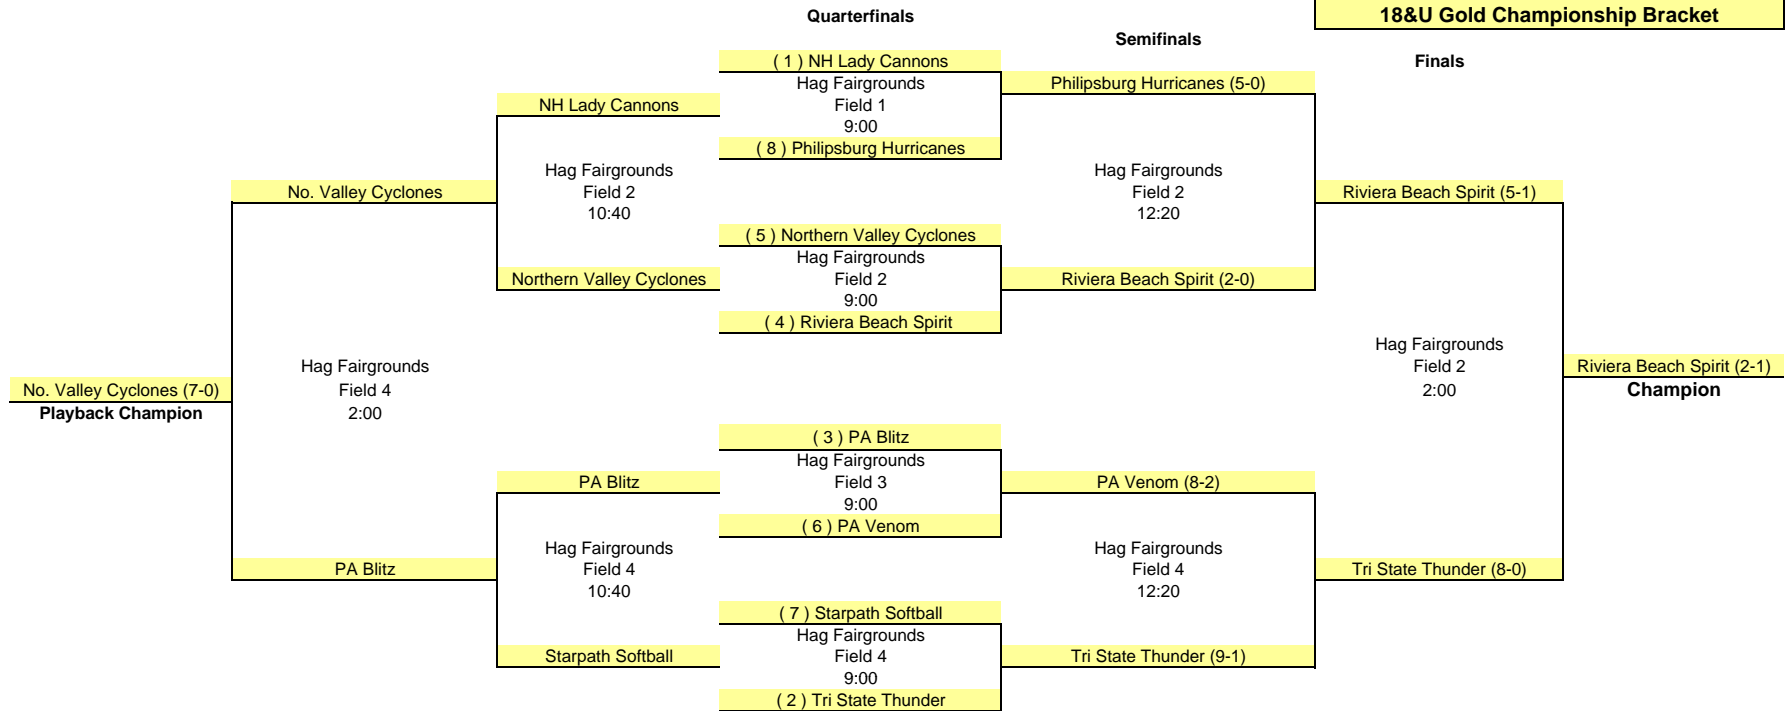 Quarterfinals
18&U Gold Championship Bracket
Semifinals
Finals
( 1 ) NH Lady Cannons
Hag Fairgrounds
Field 1
9:00
( 8 ) Philipsburg Hurricanes
Philipsburg Hurricanes (5-0)
NH Lady Cannons
Hag Fairgrounds
Field 2
10:40
Northern Valley Cyclones
Hag Fairgrounds
Field 2
12:20
No. Valley Cyclones
Riviera Beach Spirit (5-1)
( 5 ) Northern Valley Cyclones
Hag Fairgrounds
Field 2
9:00
( 4 ) Riviera Beach Spirit
Riviera Beach Spirit (2-0)
Hag Fairgrounds
Field 4
2:00
No. Valley Cyclones (7-0)
Playback Champion
Hag Fairgrounds
Field 2
2:00
Riviera Beach Spirit (2-1)
Champion
( 3 ) PA Blitz
Hag Fairgrounds
Field 3
9:00
( 6 ) PA Venom
PA Blitz
PA Venom (8-2)
Hag Fairgrounds
Field 4
10:40
Hag Fairgrounds
Field 4
12:20
PA Blitz
Tri State Thunder (8-0)
( 7 ) Starpath Softball
Hag Fairgrounds
Field 4
9:00
( 2 ) Tri State Thunder
Starpath Softball
Tri State Thunder (9-1)